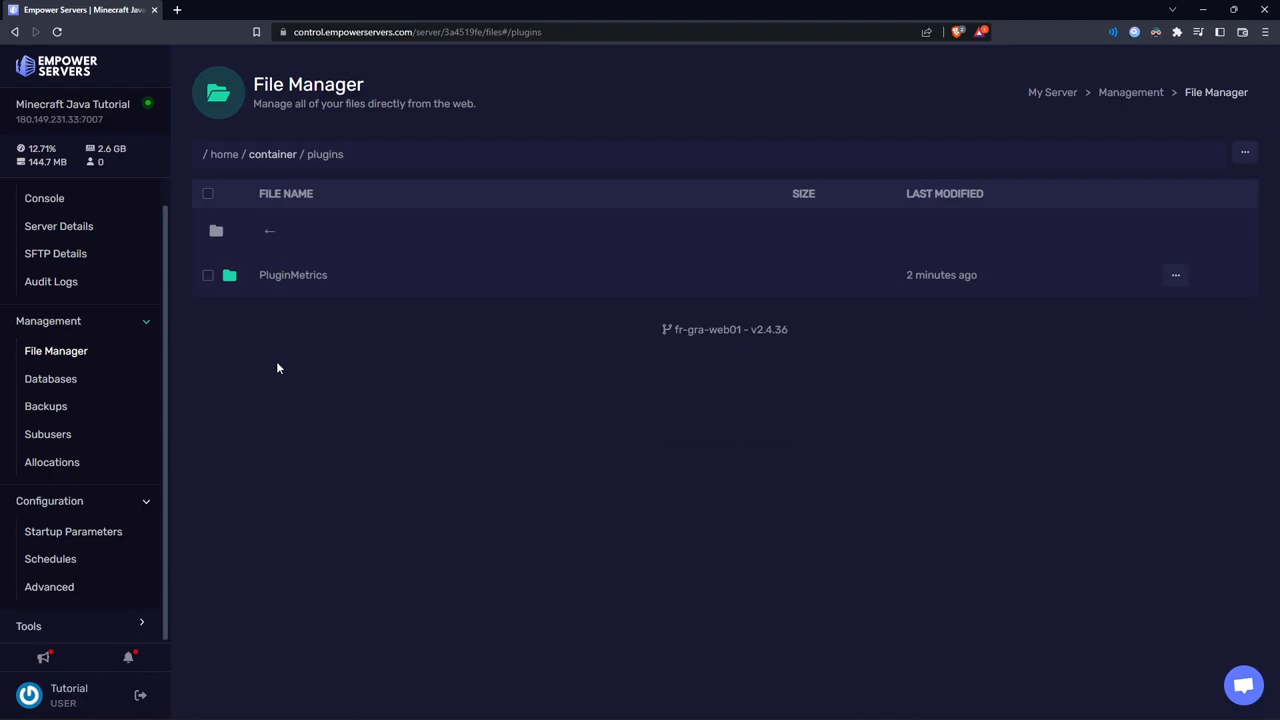 Empower Servers | Minecraft Java
control.empowerservers.com/server/3a4519fe/files#/plugins
EMPOWER
SERVERS
Minecraft Java Tutorial
180.149.231.33:7007
12.71%
2.6 GB
144.7 MB
0
Console
Server Details
SFTP Details
Audit Logs
Management
File Manager
Databases
Backups
Subusers
Allocations
Configuration
Startup Parameters
Schedules
Advanced
Tools
Tutorial
USER
File Manager
Manage all of your files directly from the web.
My Server > Management > File Manager
/ home / container / plugins
FILE NAME SIZE LAST MODIFIED
←
PluginMetrics 2 minutes ago
fr-gra-web01 - v2.4.36